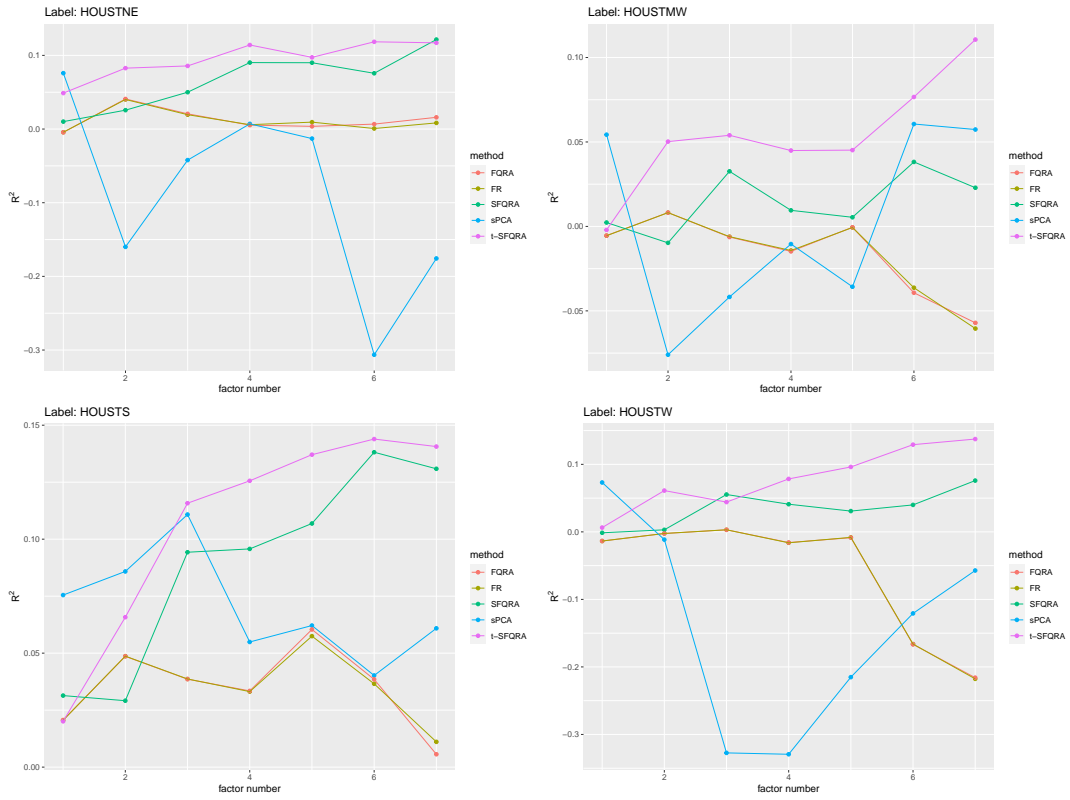 Label: HOUSTNE
0.1
0.0
−0.1
−0.2
−0.3
R²
2
4
6
factor number
method
FQRA
FR
SFQRA
sPCA
t−SFQRA
Label: HOUSTMW
0.10
0.05
0.00
−0.05
R²
2
4
6
factor number
method
FQRA
FR
SFQRA
sPCA
t−SFQRA
Label: HOUSTS
0.15
0.10
0.05
0.00
R²
2
4
6
factor number
method
FQRA
FR
SFQRA
sPCA
t−SFQRA
Label: HOUSTW
0.1
0.0
−0.1
−0.2
−0.3
R²
2
4
6
factor number
method
FQRA
FR
SFQRA
sPCA
t−SFQRA